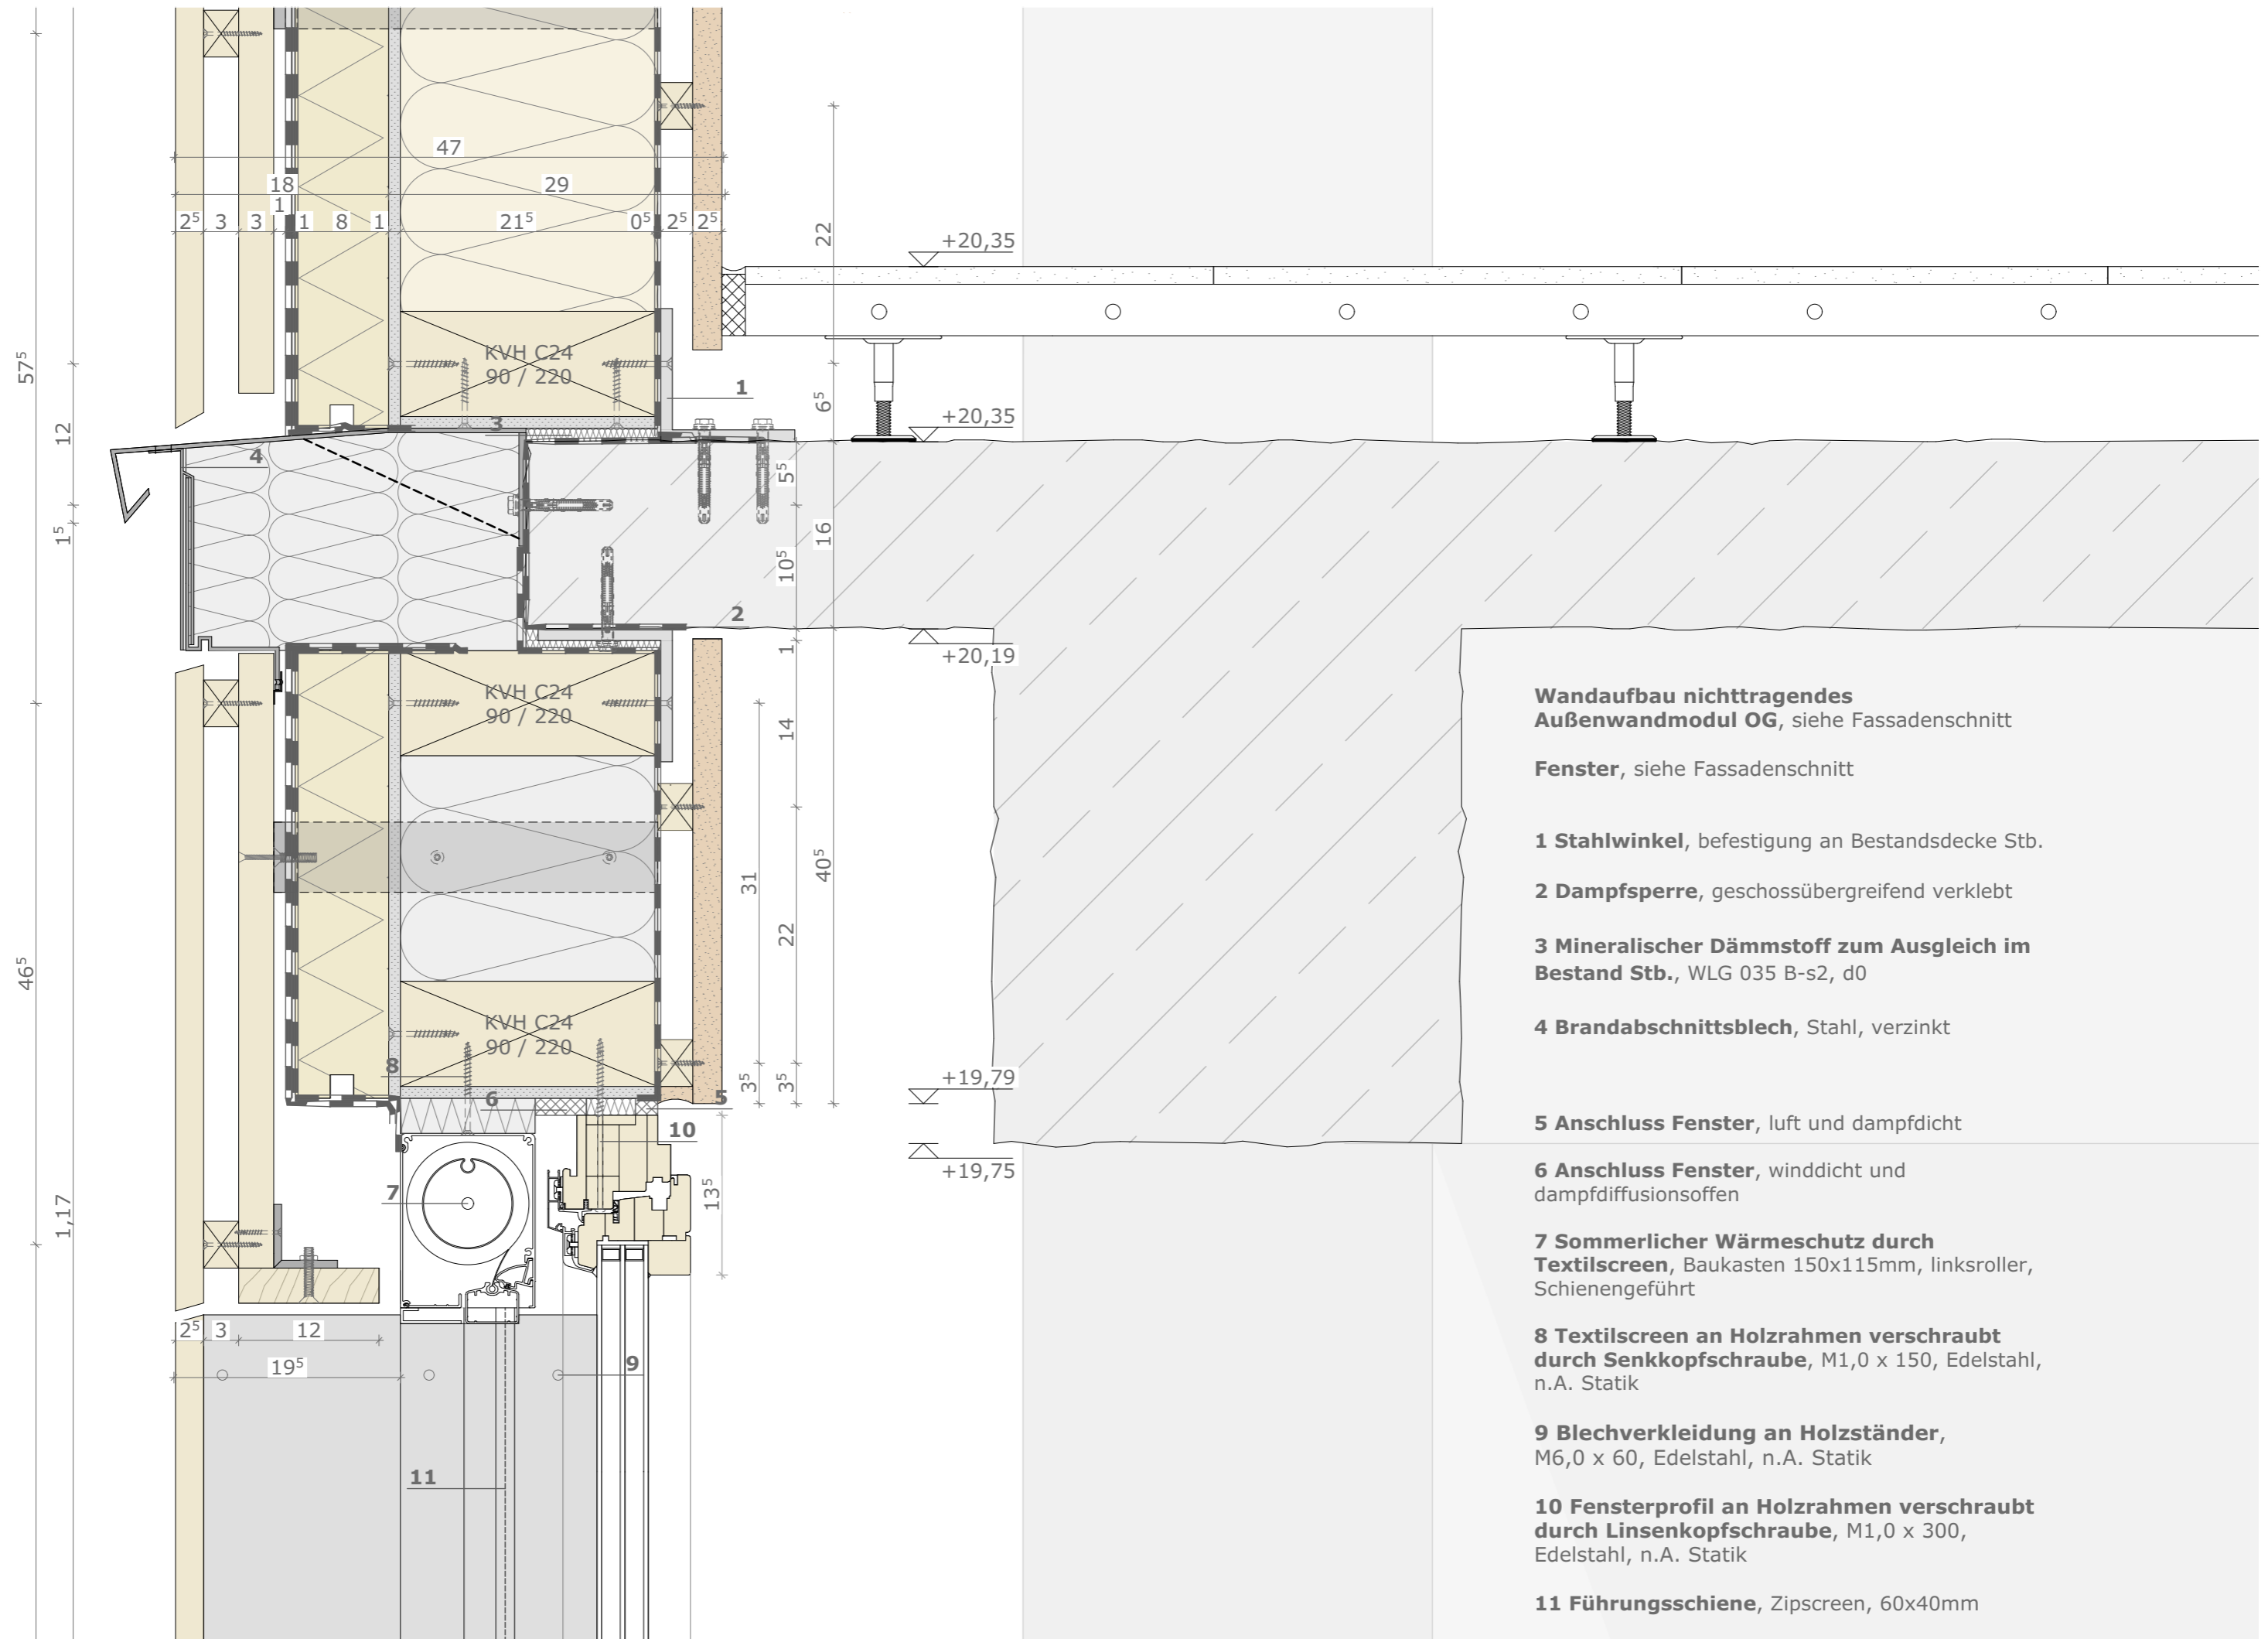 47
18
29
1
2⁵ 3 3 1 8 1 21⁵ 0⁵ 2⁵ 2⁵
22
+20,35
57⁵
KVH C24
90 / 220
1
6⁵
+20,35
12
3
4
5⁵
1⁵
16
10⁵
2
1
+20,19
KVH C24
90 / 220
14
31
40⁵
22
46⁵
KVH C24
90 / 220
8
3⁵
3⁵
+19,79
6
5
10
+19,75
7
13⁵
1,17
2⁵ 3 12
19⁵
9
11
Wandaufbau nichttragendes
Außenwandmodul OG, siehe Fassadenschnitt
Fenster, siehe Fassadenschnitt
1 Stahlwinkel, befestigung an Bestandsdecke Stb.
2 Dampfsperre, geschossübergreifend verklebt
3 Mineralischer Dämmstoff zum Ausgleich im
Bestand Stb., WLG 035 B-s2, d0
4 Brandabschnittsblech, Stahl, verzinkt
5 Anschluss Fenster, luft und dampfdicht
6 Anschluss Fenster, winddicht und
dampfdiffusionsoffen
7 Sommerlicher Wärmeschutz durch
Textilscreen, Baukasten 150x115mm, linksroller,
Schienengeführt
8 Textilscreen an Holzrahmen verschraubt
durch Senkkopfschraube, M1,0 x 150, Edelstahl,
n.A. Statik
9 Blechverkleidung an Holzständer,
M6,0 x 60, Edelstahl, n.A. Statik
10 Fensterprofil an Holzrahmen verschraubt
durch Linsenkopfschraube, M1,0 x 300,
Edelstahl, n.A. Statik
11 Führungsschiene, Zipscreen, 60x40mm